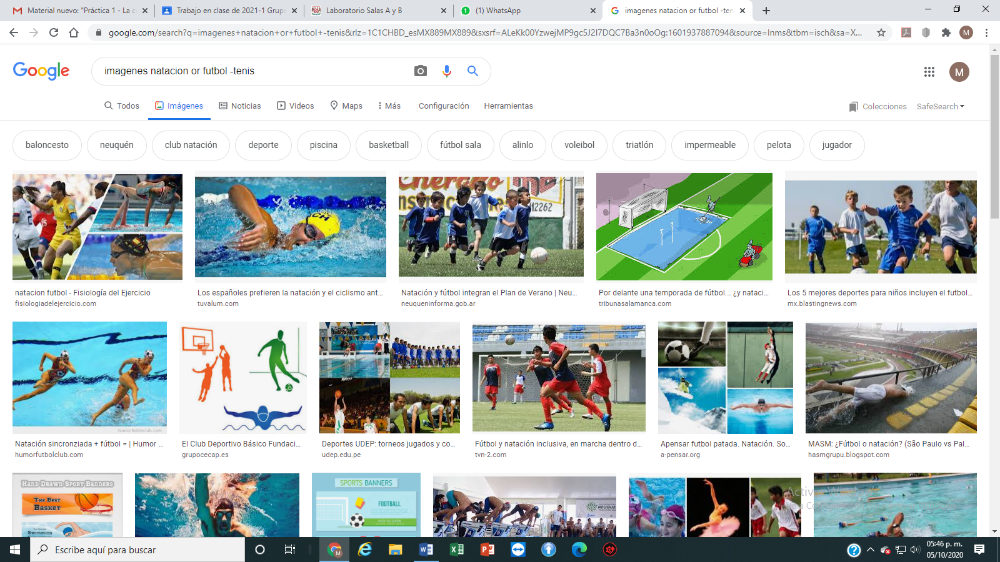 Material nuevo: "Práctica 1 - La c
Trabajo en clase de 2021-1 Grupo
Laboratorio Salas A y B
(1) WhatsApp
imagenes natacion or futbol -ten
google.com/search?q=imagenes+natacion+or+futbol+-tenis&rlz=1C1CHBD_esMX889MX889&sxsrf=ALeKk00YzwejMP9gc5J2I7DQC7Ba3n0oOg:1601937887094&source=lnms&tbm=isch&sa=X...
M
Google
imagenes natacion or futbol -tenis
M
Todos
Imágenes
Noticias
Videos
Maps
Más
Configuración
Herramientas
Colecciones
SafeSearch
baloncesto
neuquén
club natación
deporte
piscina
basketball
fútbol sala
alinlo
voleibol
triatlón
impermeable
pelota
jugador
12262
natacion futbol - Fisiología del Ejercicio
fisiologiadelejercicio.com
Los españoles prefieren la natación y el ciclismo ant...
tuvalum.com
Natación y fútbol integran el Plan de Verano | Neu...
neuqueninforma.gob.ar
Por delante una temporada de fútbol... ¿y nataci...
tribunasalamanca.com
Los 5 mejores deportes para niños incluyen el futbol...
mx.blastingnews.com
humorfutbolclub.com
Natación sincronziada + fútbol = | Humor ...
humorfutbolclub.com
El Club Deportivo Básico Fundaci...
grupocecap.es
Deportes UDEP: torneos jugados y co...
udep.edu.pe
Fútbol y natación inclusiva, en marcha dentro d...
tvn-2.com
Apensar futbol patada. Natación. So...
a-pensar.org
MASM: ¿Fútbol o natación? (São Paulo vs Pal...
hasmgrupu.blogspot.com
Hand Drawn Sport Banners
The Best
Basket
Swimming
SPORTS BANNERS
FOOTBALL
NEUQUEN
Escribe aquí para buscar
05:46 p. m.
05/10/2020